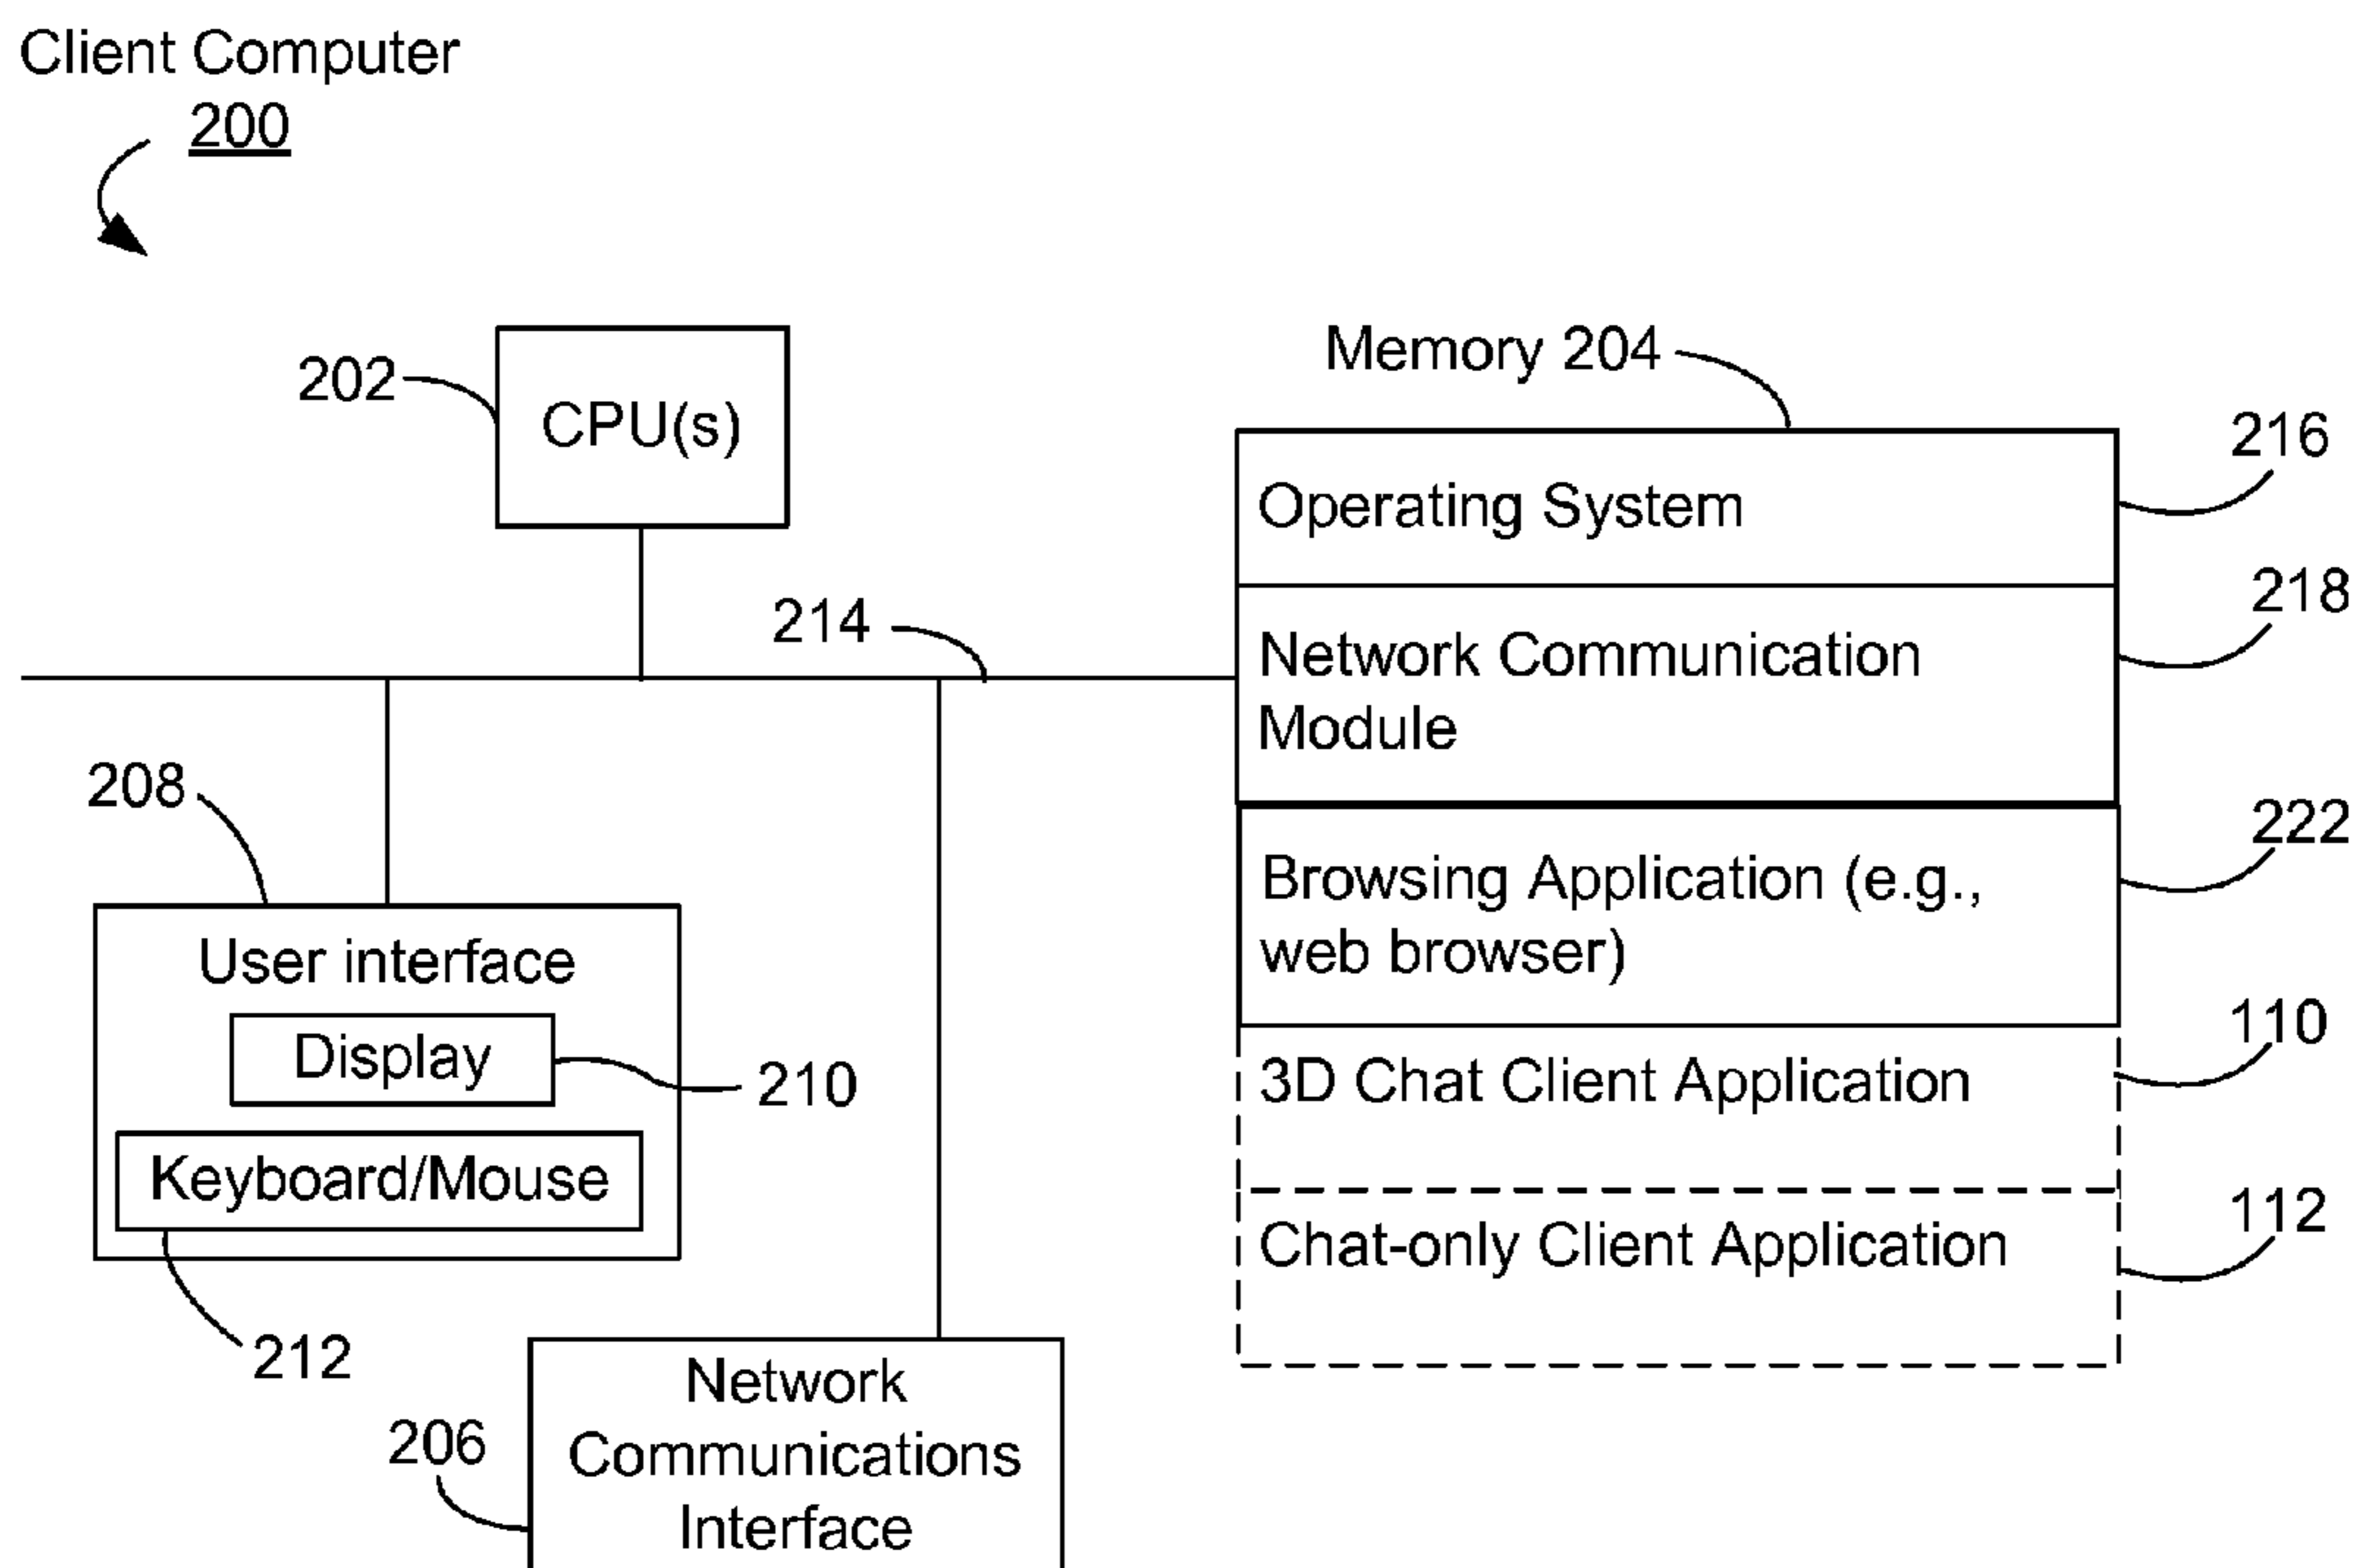 Client Computer
200
202
CPU(s)
Memory 204
216
Operating System
218
214
Network Communication
Module
208
222
Browsing Application (e.g.,
web browser)
User interface
110
Display
210
3D Chat Client Application
Keyboard/Mouse
112
Chat-only Client Application
212
Network
206
Communications
Interface